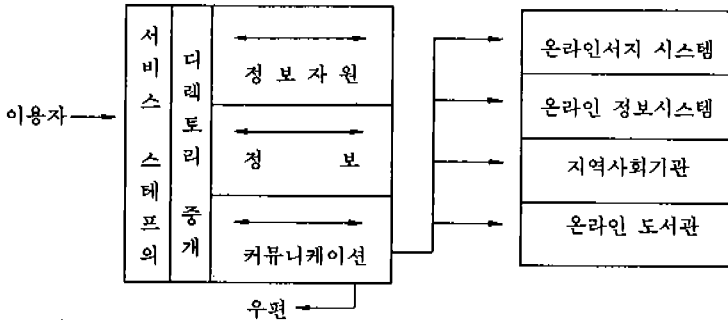 이용자
서비스 스테프의
디렉토리 중개
정보자원
정 보
커뮤니케이션
우편
온라인서지 시스템
온라인 정보시스템
지역사회기관
온라인 도서관